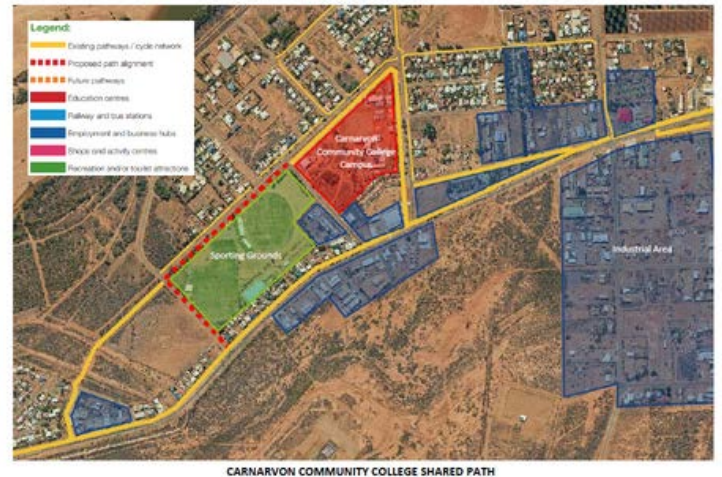 Legend:
Existing pathways / cycle network
Proposed path alignment
Future pathways
Education centres
Railway and bus stations
Employment and business hubs
Shops and activity centres
Recreation and/or tourist attractions
Carnarvon
Community College
Campus
Sporting Grounds
Industrial Area
CARNARVON COMMUNITY COLLEGE SHARED PATH